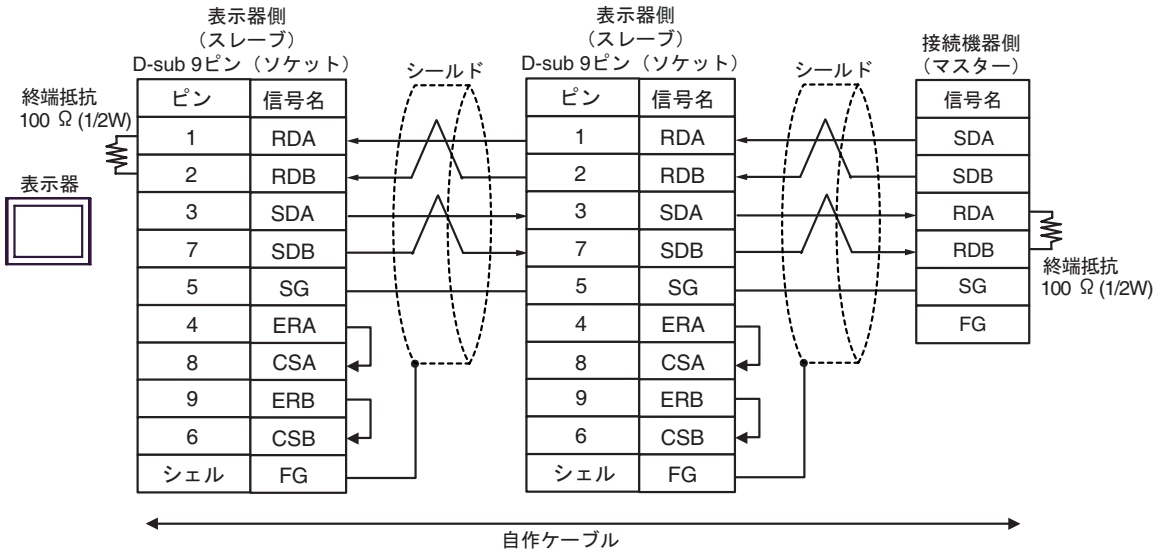 表示器側
（スレーブ）
D-sub 9ピン（ソケット）
表示器側
（スレーブ）
D-sub 9ピン（ソケット）
接続機器側
（マスター）
終端抵抗
100 Ω (1/2W)
表示器
シールド
シールド
ピン 信号名
1 RDA
2 RDB
3 SDA
7 SDB
5 SG
4 ERA
8 CSA
9 ERB
6 CSB
シェル FG
ピン 信号名
1 RDA
2 RDB
3 SDA
7 SDB
5 SG
4 ERA
8 CSA
9 ERB
6 CSB
シェル FG
信号名
SDA
SDB
RDA
RDB
SG
FG
終端抵抗
100 Ω (1/2W)
自作ケーブル